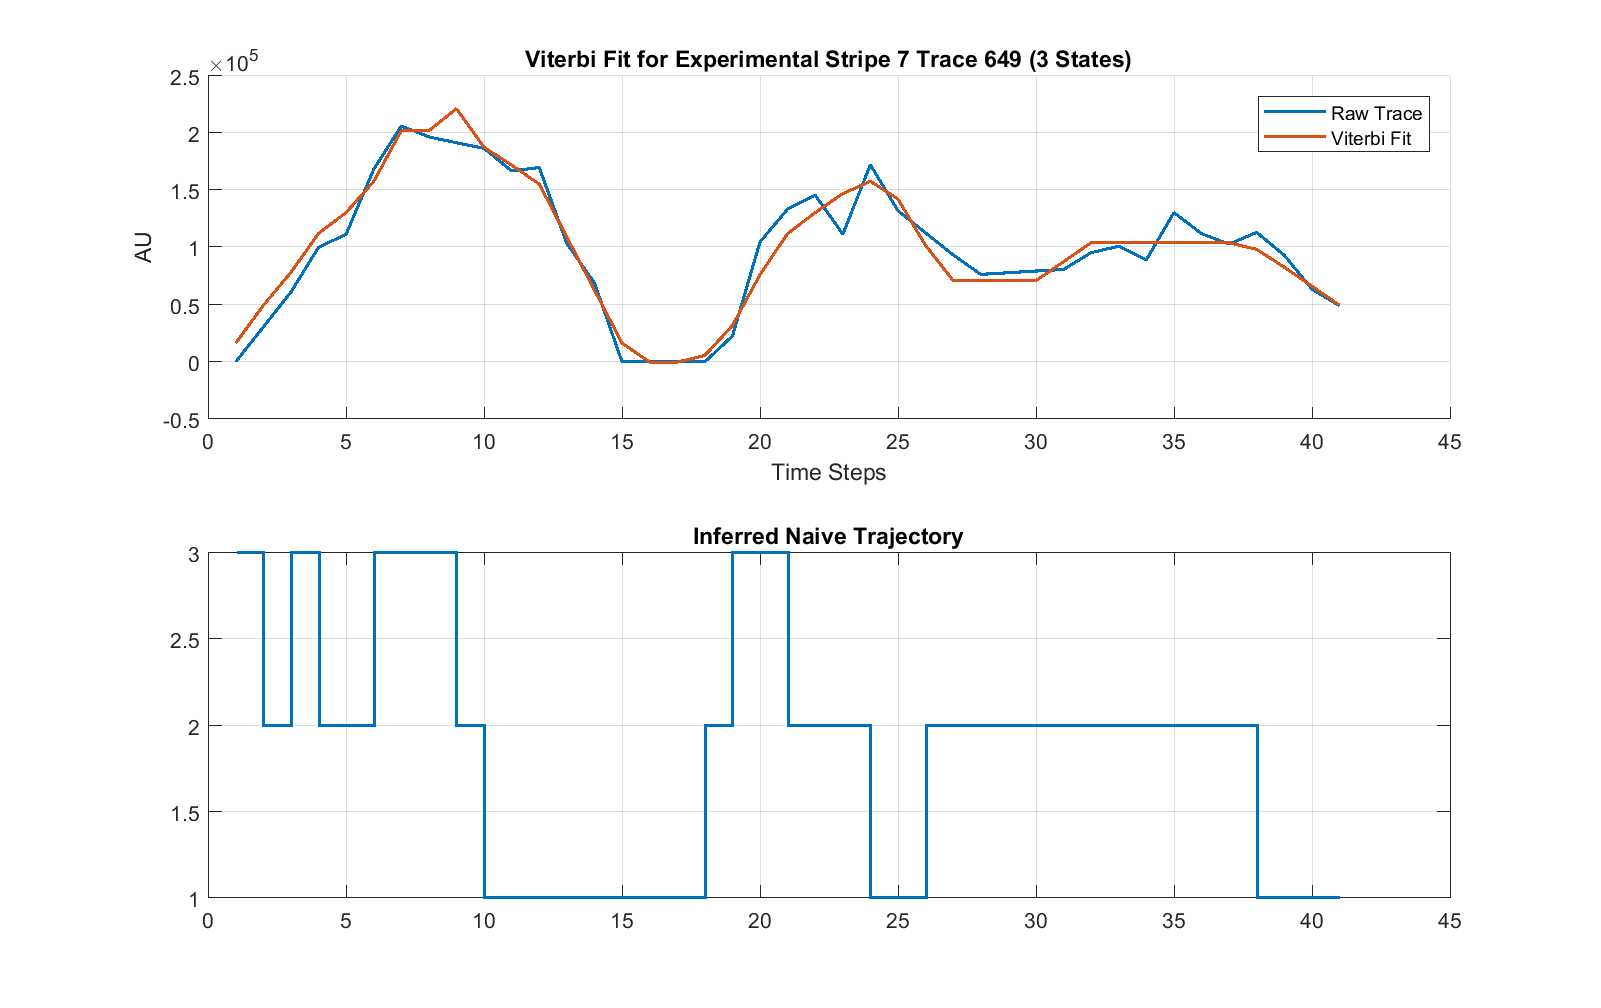 Viterbi Fit for Experimental Stripe 7 Trace 649 (3 States)
×10^5
2.5
2
1.5
1
0.5
0
-0.5
AU
Raw Trace
Viterbi Fit
0 5 10 15 20 25 30 35 40 45
Time Steps
Inferred Naive Trajectory
3
2.5
2
1.5
1
0 5 10 15 20 25 30 35 40 45